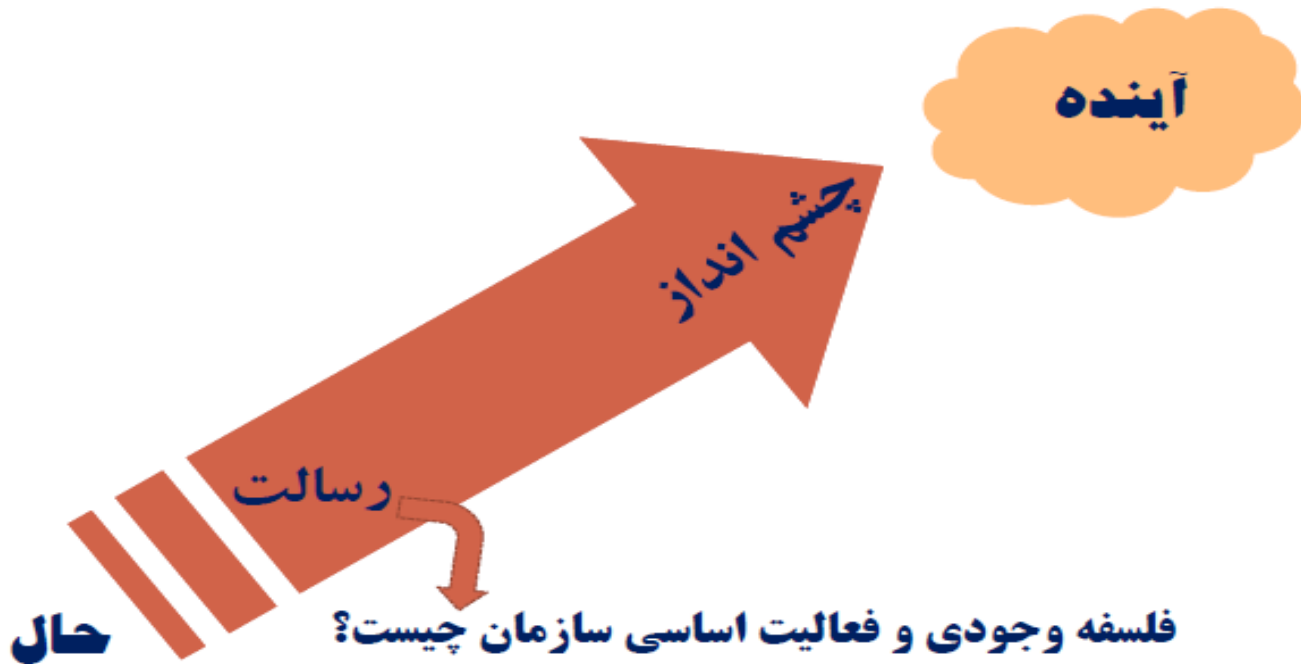 آینده
چشم انداز
رسالت
فلسفه وجودی و فعالیت اساسی سازمان چیست؟
حال